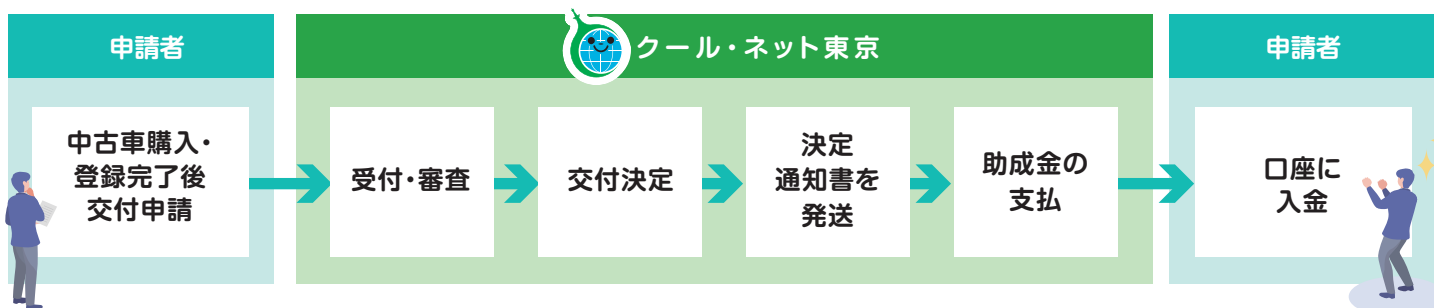 申請者
クール・ネット東京
申請者
中古車購入・
登録完了後
交付申請
受付・審査
交付決定
決定
通知書を
発送
助成金の
支払
口座に
入金